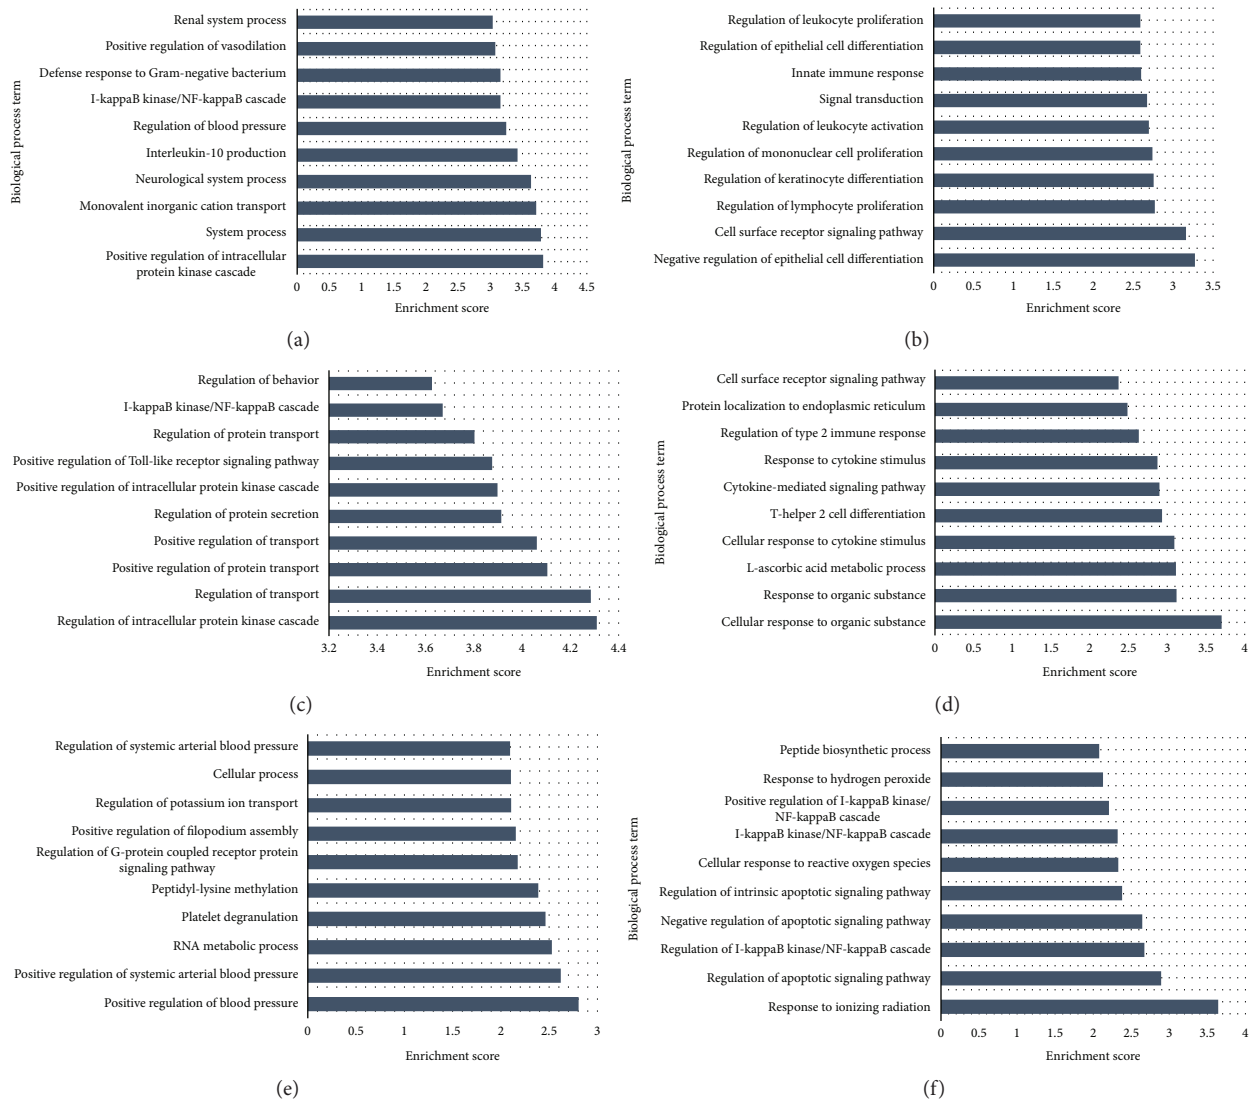 Biological process term
Renal system process
Positive regulation of vasodilation
Defense response to Gram-negative bacterium
I-kappaB kinase/NF-kappaB cascade
Regulation of blood pressure
Interleukin-10 production
Neurological system process
Monovalent inorganic cation transport
System process
Positive regulation of intracellular
protein kinase cascade
0 0.5 1 1.5 2 2.5 3 3.5 4 4.5
Enrichment score
(a)
Biological process term
Regulation of leukocyte proliferation
Regulation of epithelial cell differentiation
Innate immune response
Signal transduction
Regulation of leukocyte activation
Regulation of mononuclear cell proliferation
Regulation of keratinocyte differentiation
Regulation of lymphocyte proliferation
Cell surface receptor signaling pathway
Negative regulation of epithelial cell differentiation
0 0.5 1 1.5 2 2.5 3 3.5
Enrichment score
(b)
Regulation of behavior
I-kappaB kinase/NF-kappaB cascade
Regulation of protein transport
Positive regulation of Toll-like receptor signaling pathway
Positive regulation of intracellular protein kinase cascade
Regulation of protein secretion
Positive regulation of transport
Positive regulation of protein transport
Regulation of transport
Regulation of intracellular protein kinase cascade
3.2 3.4 3.6 3.8 4 4.2 4.4
Enrichment score
(c)
Biological process term
Cell surface receptor signaling pathway
Protein localization to endoplasmic reticulum
Regulation of type 2 immune response
Response to cytokine stimulus
Cytokine-mediated signaling pathway
T-helper 2 cell differentiation
Cellular response to cytokine stimulus
L-ascorbic acid metabolic process
Response to organic substance
Cellular response to organic substance
0 0.5 1 1.5 2 2.5 3 3.5 4
Enrichment score
(d)
Regulation of systemic arterial blood pressure
Cellular process
Regulation of potassium ion transport
Positive regulation of filopodium assembly
Regulation of G-protein coupled receptor protein
signaling pathway
Peptidyl-lysine methylation
Platelet degranulation
RNA metabolic process
Positive regulation of systemic arterial blood pressure
Positive regulation of blood pressure
0 0.5 1 1.5 2 2.5 3
Enrichment score
(e)
Biological process term
Peptide biosynthetic process
Response to hydrogen peroxide
Positive regulation of I-kappaB kinase/
NF-kappaB cascade
I-kappaB kinase/NF-kappaB cascade
Cellular response to reactive oxygen species
Regulation of intrinsic apoptotic signaling pathway
Negative regulation of apoptotic signaling pathway
Regulation of I-kappaB kinase/NF-kappaB cascade
Regulation of apoptotic signaling pathway
Response to ionizing radiation
0 0.5 1 1.5 2 2.5 3 3.5 4
Enrichment score
(f)